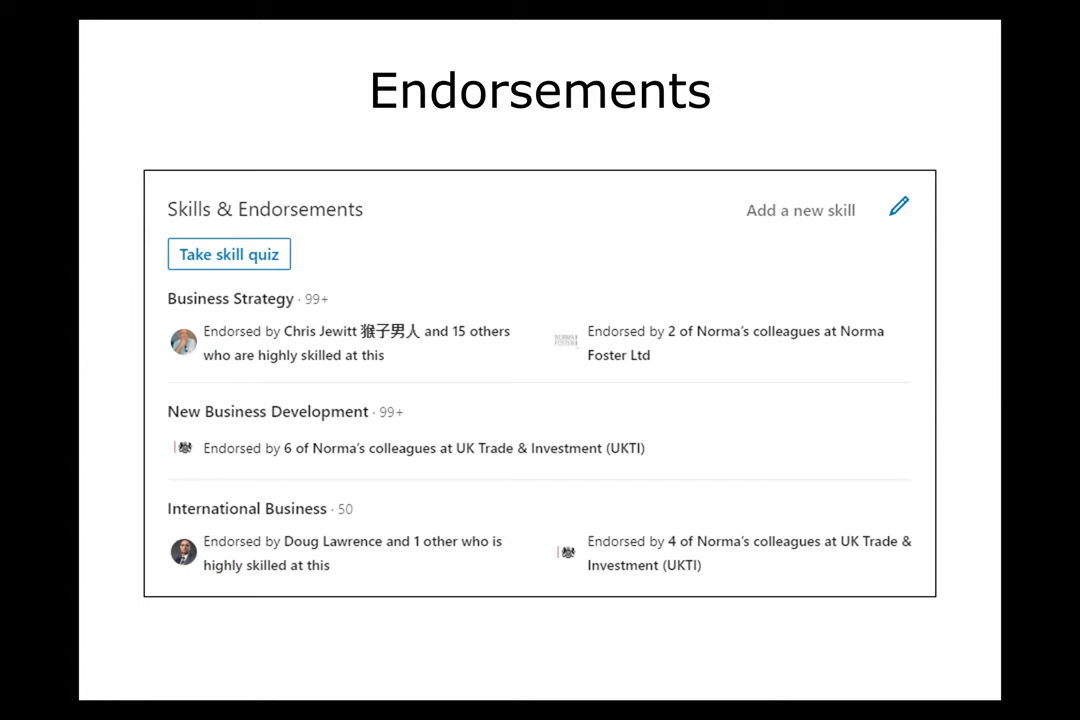 Endorsements
Skills & Endorsements
Add a new skill
Take skill quiz
Business Strategy · 99+
Endorsed by Chris Jewitt 猴子男人 and 15 others
who are highly skilled at this
Endorsed by 2 of Norma's colleagues at Norma
Foster Ltd
New Business Development · 99+
Endorsed by 6 of Norma's colleagues at UK Trade & Investment (UKTI)
International Business · 50
Endorsed by Doug Lawrence and 1 other who is
highly skilled at this
Endorsed by 4 of Norma's colleagues at UK Trade &
Investment (UKTI)